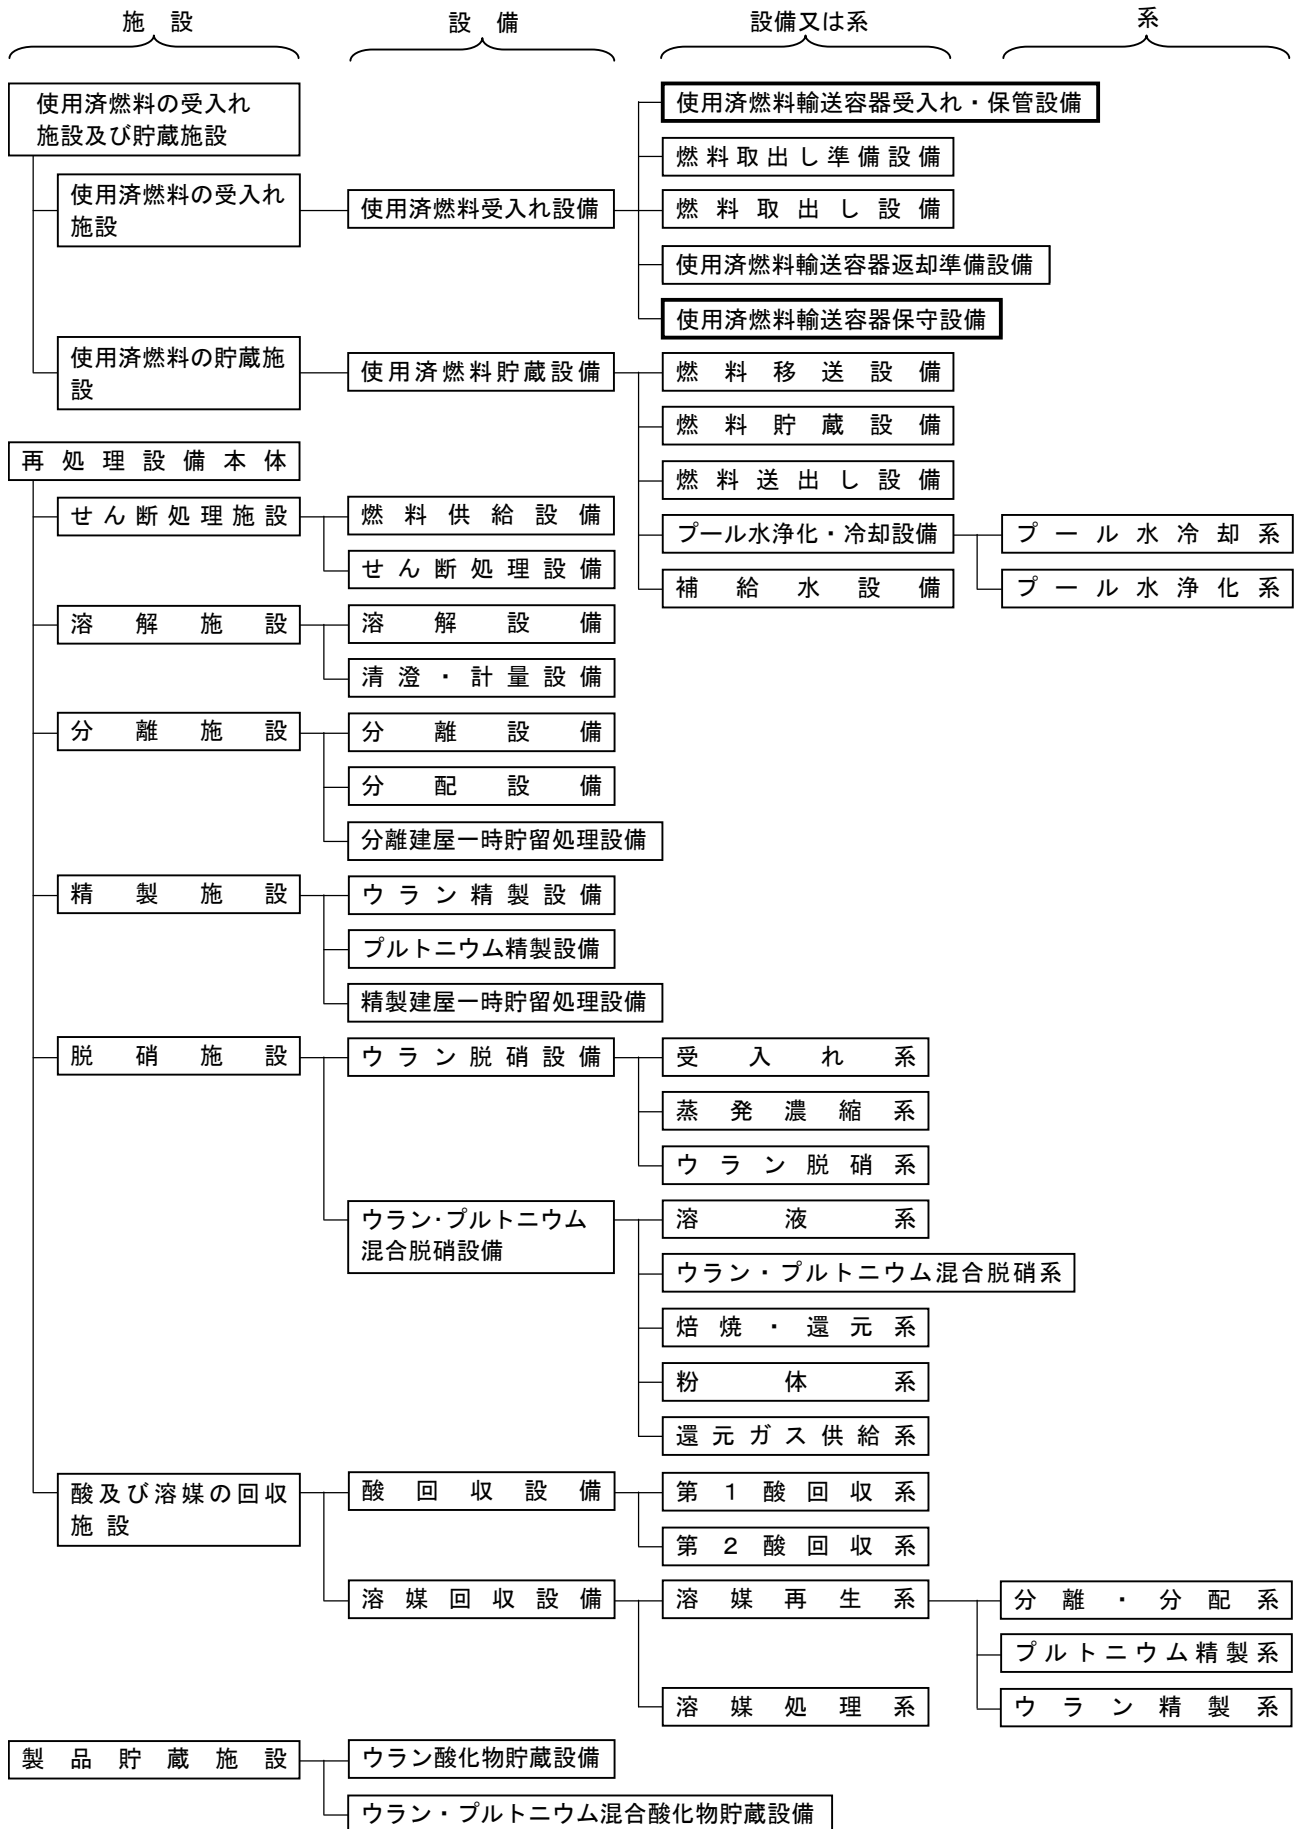 施設
設備
設備又は系
系
使用済燃料の受入れ
施設及び貯蔵施設
使用済燃料の受入れ
施設
使用済燃料受入れ設備
使用済燃料輸送容器受入れ・保管設備
燃料取出し準備設備
燃料取出し設備
使用済燃料輸送容器返却準備設備
使用済燃料輸送容器保守設備
使用済燃料の貯蔵施
設
使用済燃料貯蔵設備
燃料移送設備
燃料貯蔵設備
燃料送出し設備
プール水浄化・冷却設備
プール水冷却系
プール水浄化系
補給水設備
再処理設備本体
せん断処理施設
燃料供給設備
せん断処理設備
溶解施設
溶解設備
清澄・計量設備
分離施設
分離設備
分配設備
分離建屋一時貯留処理設備
精製施設
ウラン精製設備
プルトニウム精製設備
精製建屋一時貯留処理設備
脱硝施設
ウラン脱硝設備
受入れ系
蒸発濃縮系
ウラン脱硝系
ウラン・プルトニウム
混合脱硝設備
溶液系
ウラン・プルトニウム混合脱硝系
焙焼・還元系
粉体系
還元ガス供給系
酸及び溶媒の回収
施設
酸回収設備
第1酸回収系
第2酸回収系
溶媒回収設備
溶媒再生系
分離・分配系
プルトニウム精製系
ウラン精製系
溶媒処理系
製品貯蔵施設
ウラン酸化物貯蔵設備
ウラン・プルトニウム混合酸化物貯蔵設備